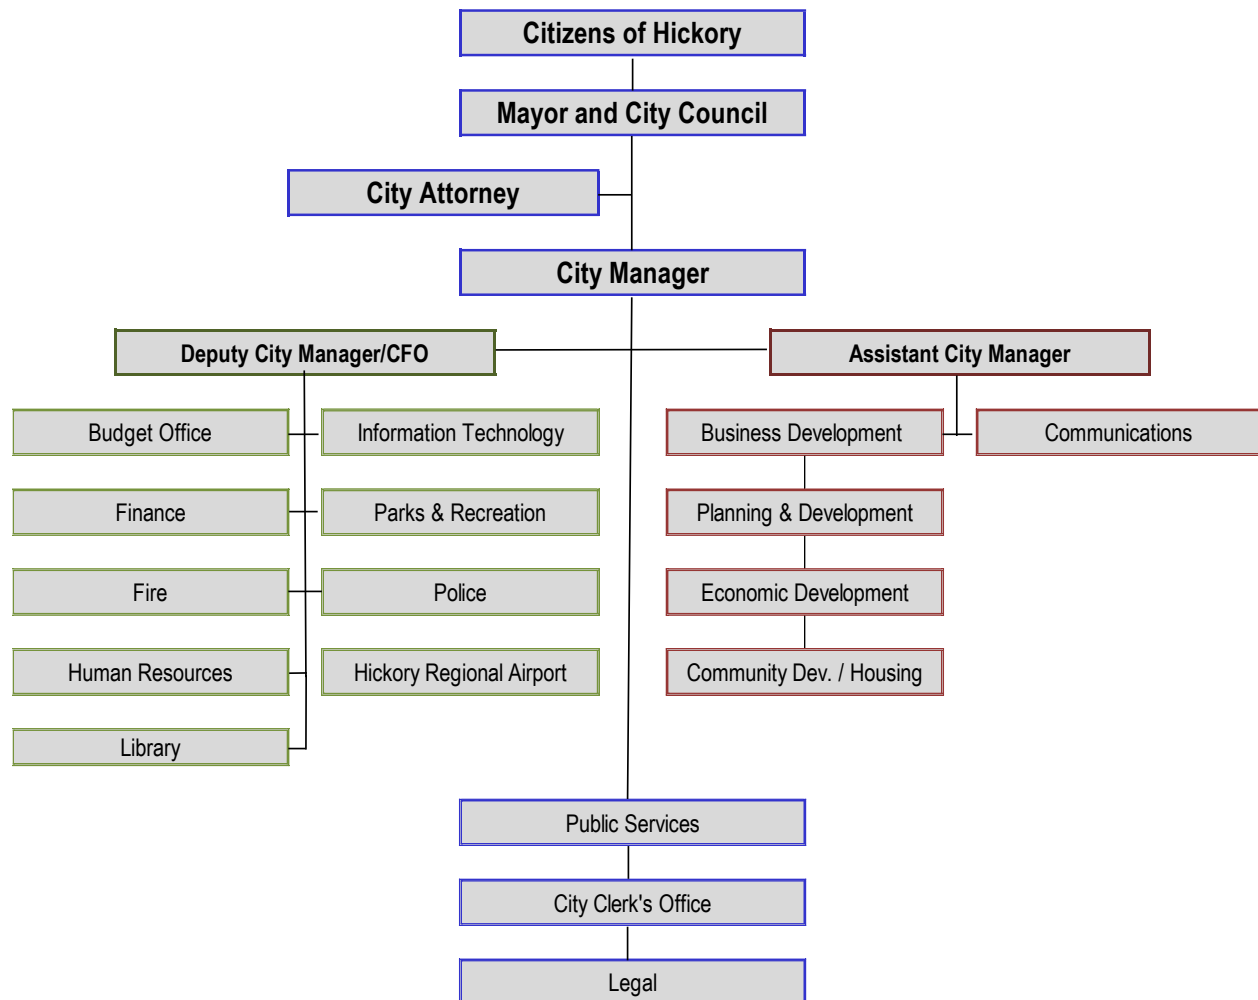 Citizens of Hickory
Mayor and City Council
City Attorney
City Manager
Deputy City Manager/CFO
Assistant City Manager
Budget Office
Information Technology
Business Development
Communications
Finance
Parks & Recreation
Planning & Development
Fire
Police
Economic Development
Human Resources
Hickory Regional Airport
Community Dev. / Housing
Library
Public Services
City Clerk's Office
Legal